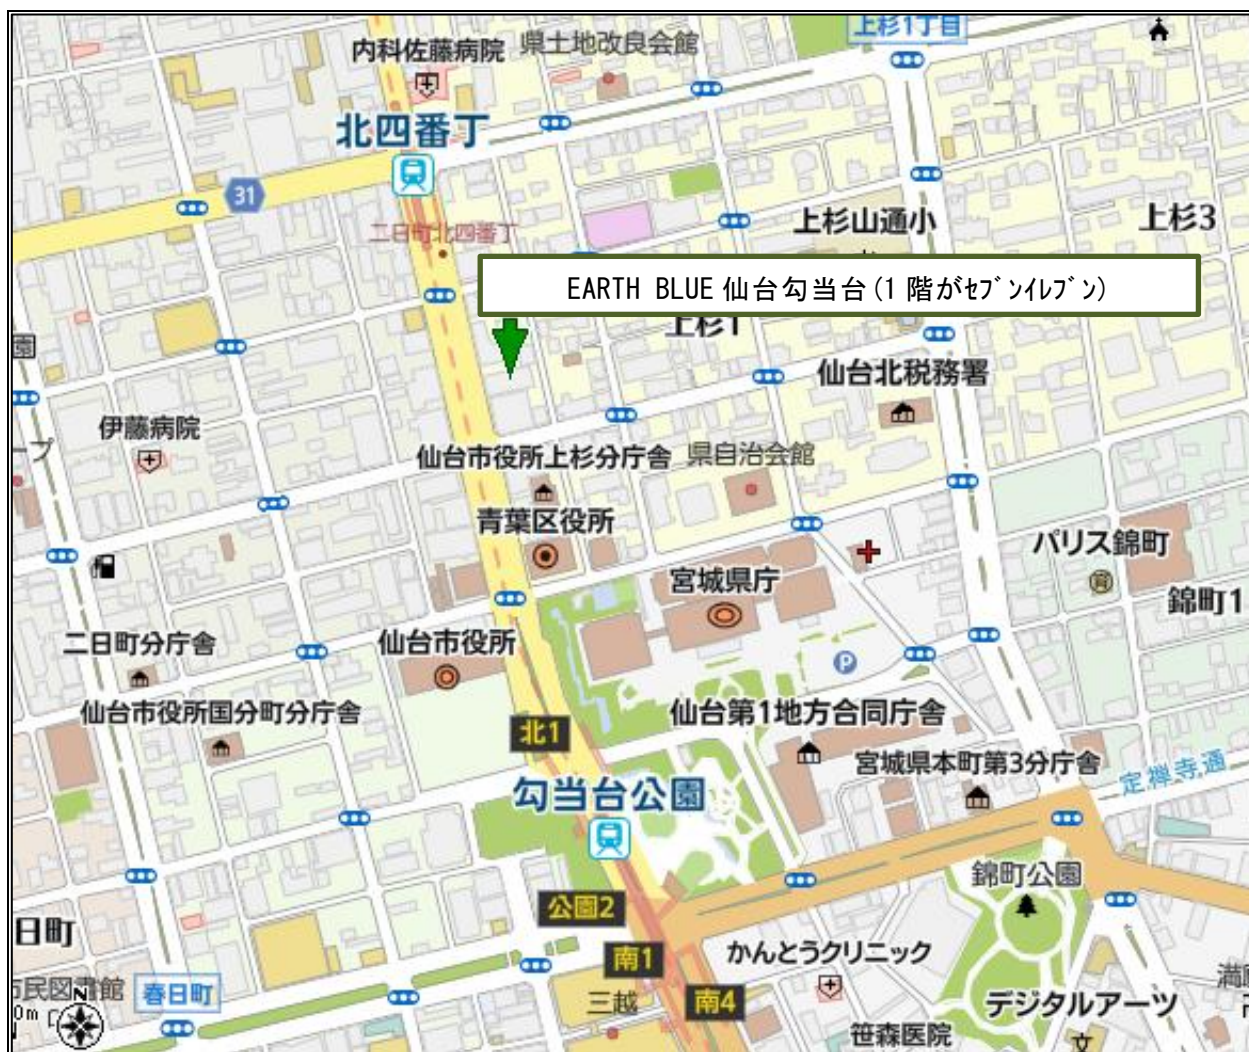 上杉1丁目
内科佐藤病院
県土地改良会館
北四番丁
31
二日町北四番丁
上杉山通小
上杉3
EARTH BLUE 仙台勾当台(1 階がｾﾌﾞﾝｲﾚﾌﾞﾝ)
上杉1
園
仙台北税務署
伊藤病院
ープ
仙台市役所上杉分庁舎
県自治会館
青葉区役所
パリス錦町
宮城県庁
錦町1
二日町分庁舎
仙台市役所
P
仙台市役所国分町分庁舎
北1
仙台第1地方合同庁舎
宮城県本町第3分庁舎
定禅寺通
勾当台公園
錦町公園
公園2
日町
南1
かんとうクリニック
春日町
三越
南4
デジタルアーツ
笹森医院
文
N
0m